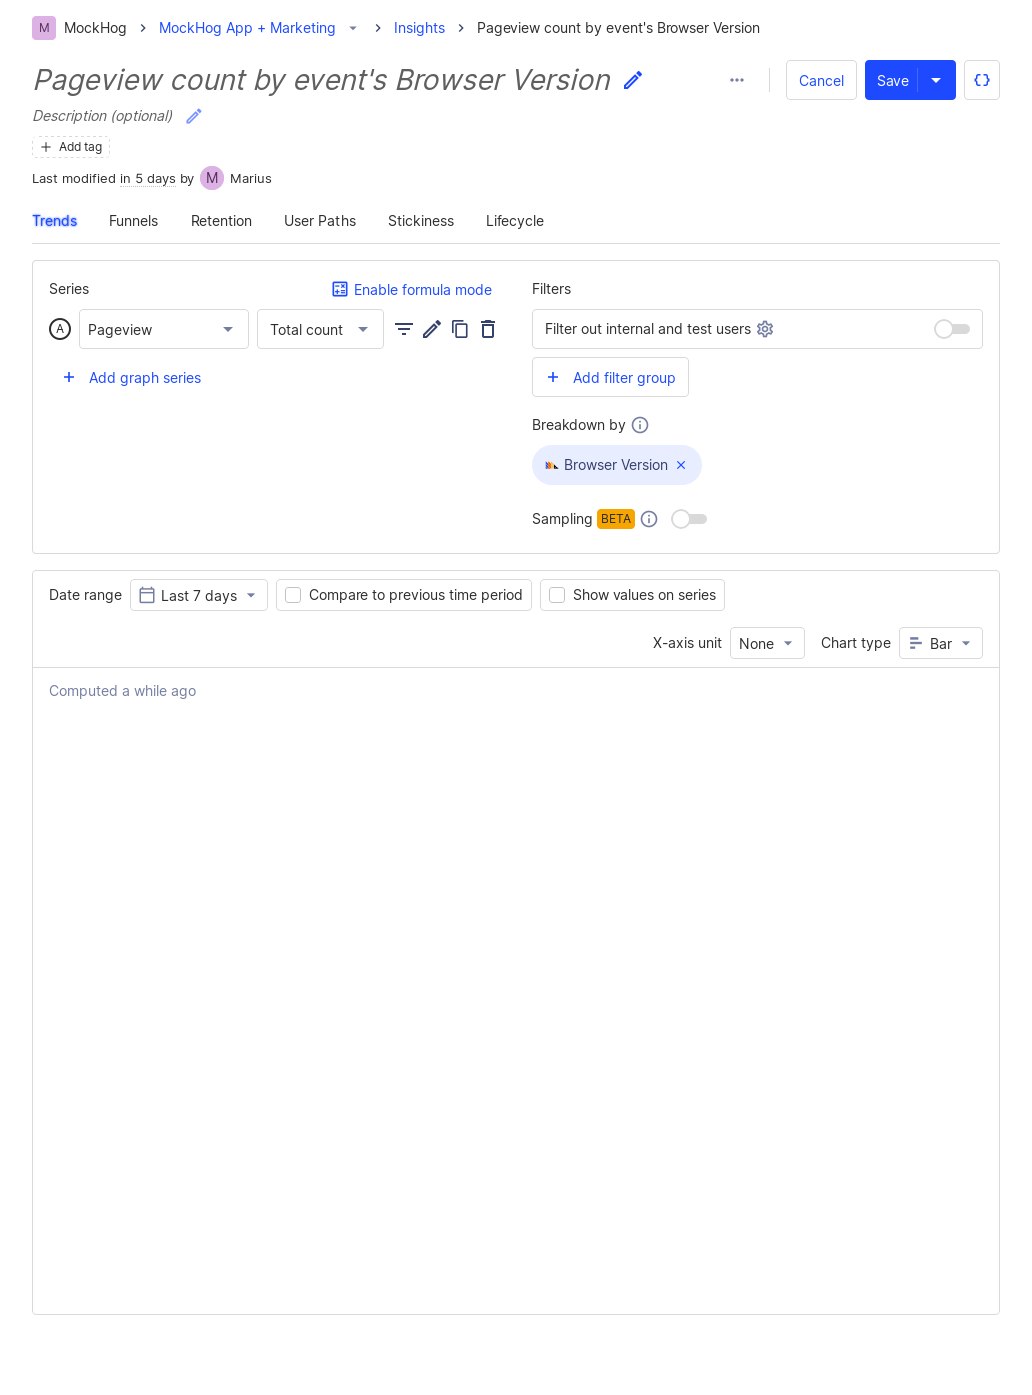 M MockHog MockHog App + Marketing Insights Pageview count by event's Browser Version
Pageview count by event's Browser Version
Cancel Save
Description (optional)
Add tag
Last modified in 5 days by M Marius
Trends Funnels Retention User Paths Stickiness Lifecycle
Series Enable formula mode
A Pageview Total count
Add graph series
Filters
Filter out internal and test users
Add filter group
Breakdown by
Browser Version
Sampling BETA
Date range Last 7 days Compare to previous time period Show values on series
X-axis unit None Chart type Bar
Computed a while ago